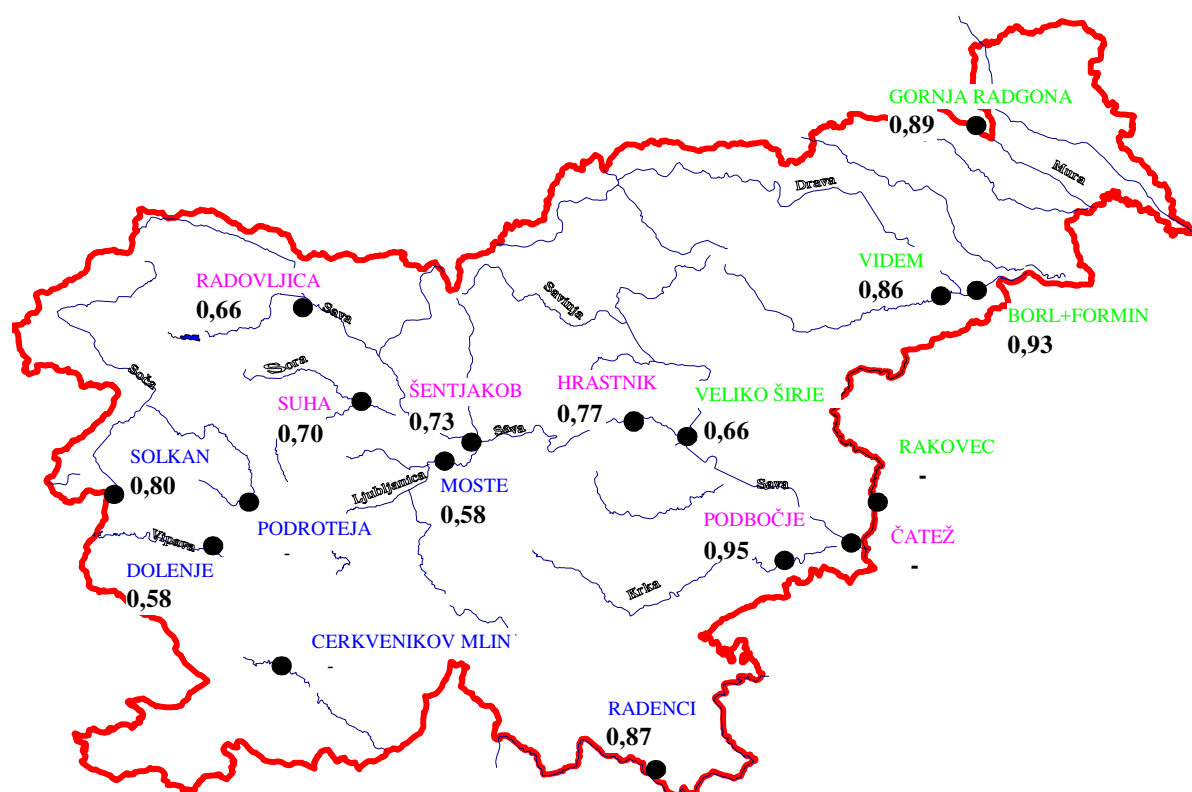 GORNJA RADGONA
0,89
Mura
Drava
VIDEM
0,86
BORL+FORMIN
0,93
RADOVLJICA
0,66
Sava
Savinja
Soča
Sora
SUHA
0,70
ŠENTJAKOB
0,73
Sava
HRASTNIK
0,77
VELIKO ŠIRJE
0,66
RAKOVEC
-
SOLKAN
0,80
Ljubljanica
MOSTE
0,58
Sava
PODROTEJA
-
Vipava
DOLENJE
0,58
PODBOČJE
0,95
ČATEŽ
-
Krka
CERKVENIKOV MLIN
-
RADENCI
0,87